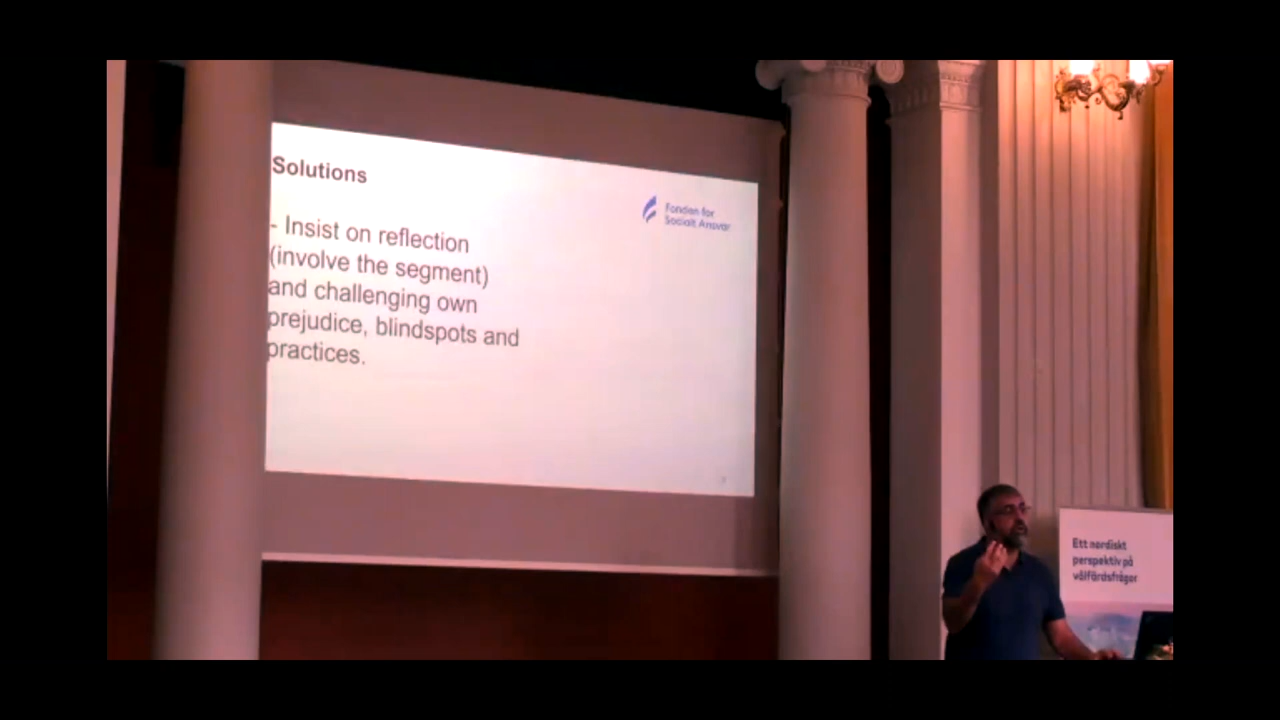 Solutions
- Insist on reflection
(involve the segment)
and challenging own
prejudice, blindspots and
practices.
Fonden for
Socialt Ansvar
Ett nordiskt
perspektiv på
välfärdsfrågor